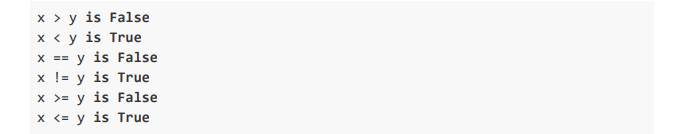 x > y is False
x < y is True
x == y is False
x != y is True
x >= y is False
x <= y is True